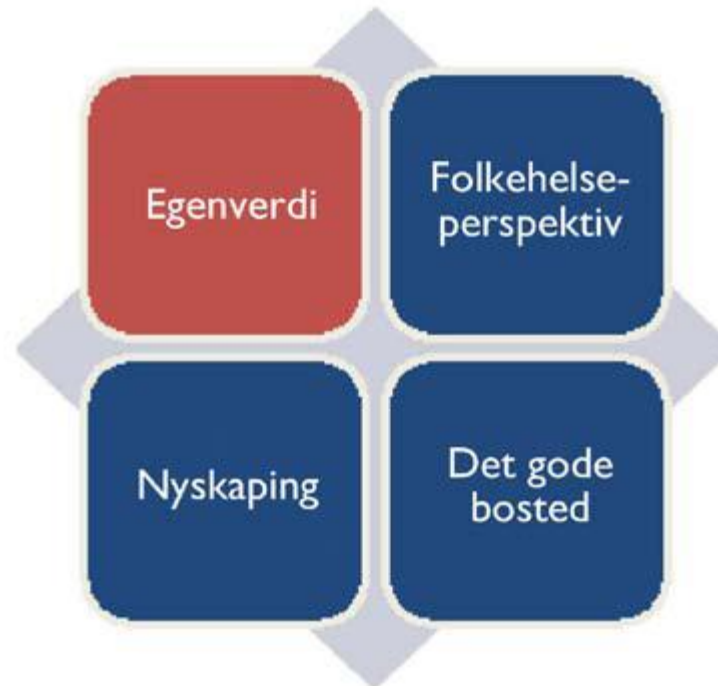 Egenverdi
Folkehelse-
perspektiv
Nyskaping
Det gode
bosted